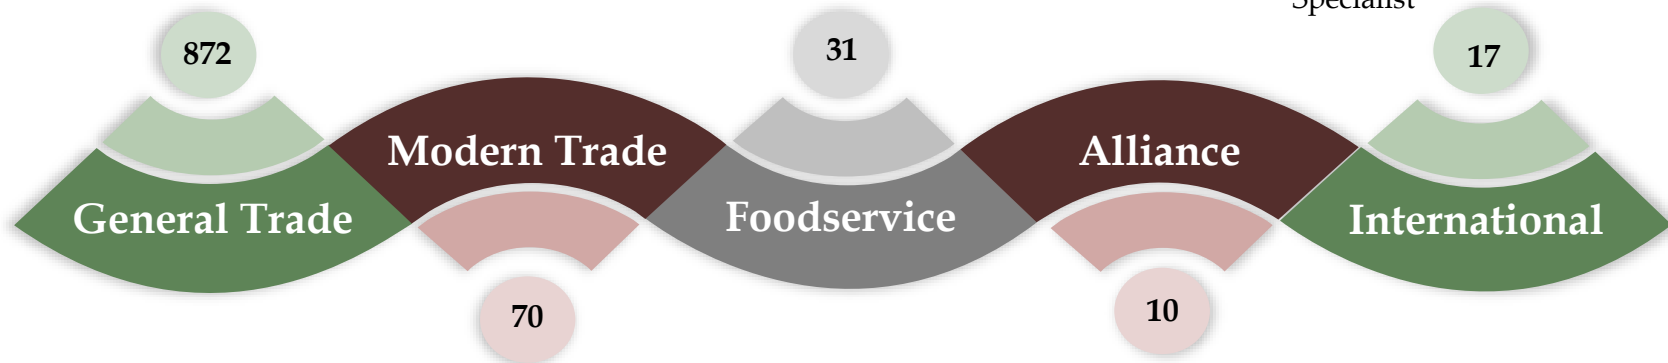 Specialist
872
31
17
Modern Trade
Alliance
General Trade
Foodservice
International
70
10